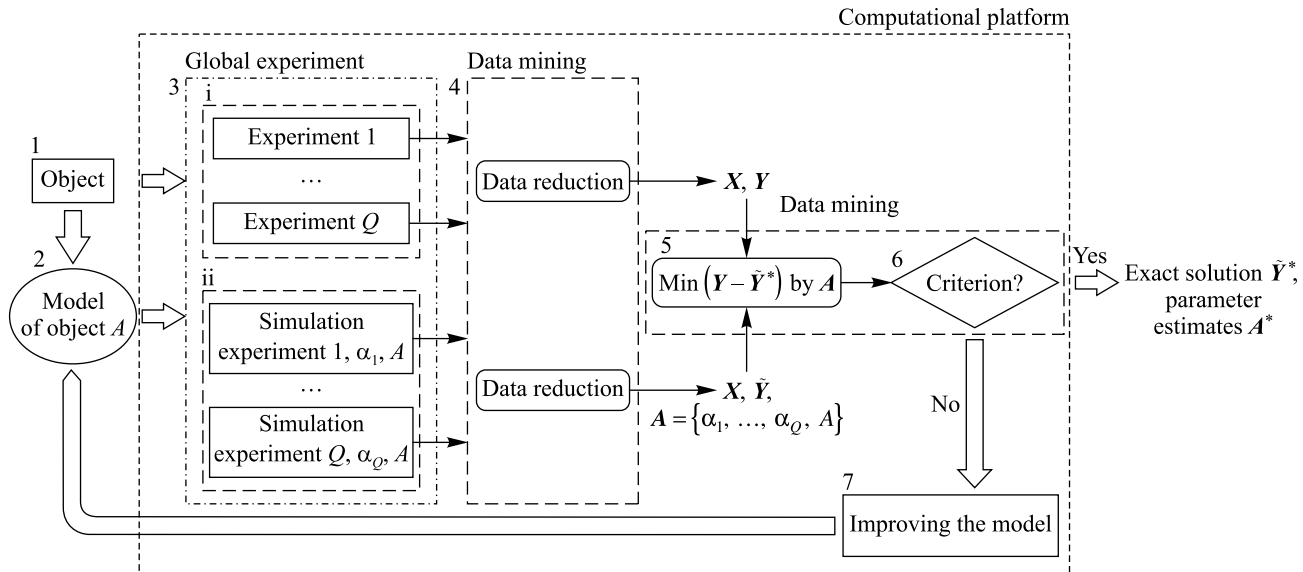 Computational platform
Global experiment
Data mining
3
i
4
Experiment 1
1
Object
…
Data reduction
X, Y
Experiment Q
Data mining
2
5
6
Yes
Model
of object A
ii
Min (Y – Ỹ*) by A
Criterion?
Exact solution Ỹ*,
parameter
estimates A*
Simulation
experiment 1, α₁, A
…
Data reduction
X, Ỹ,
A = {α₁, …, α_Q, A}
No
Simulation
experiment Q, α_Q, A
7
Improving the model